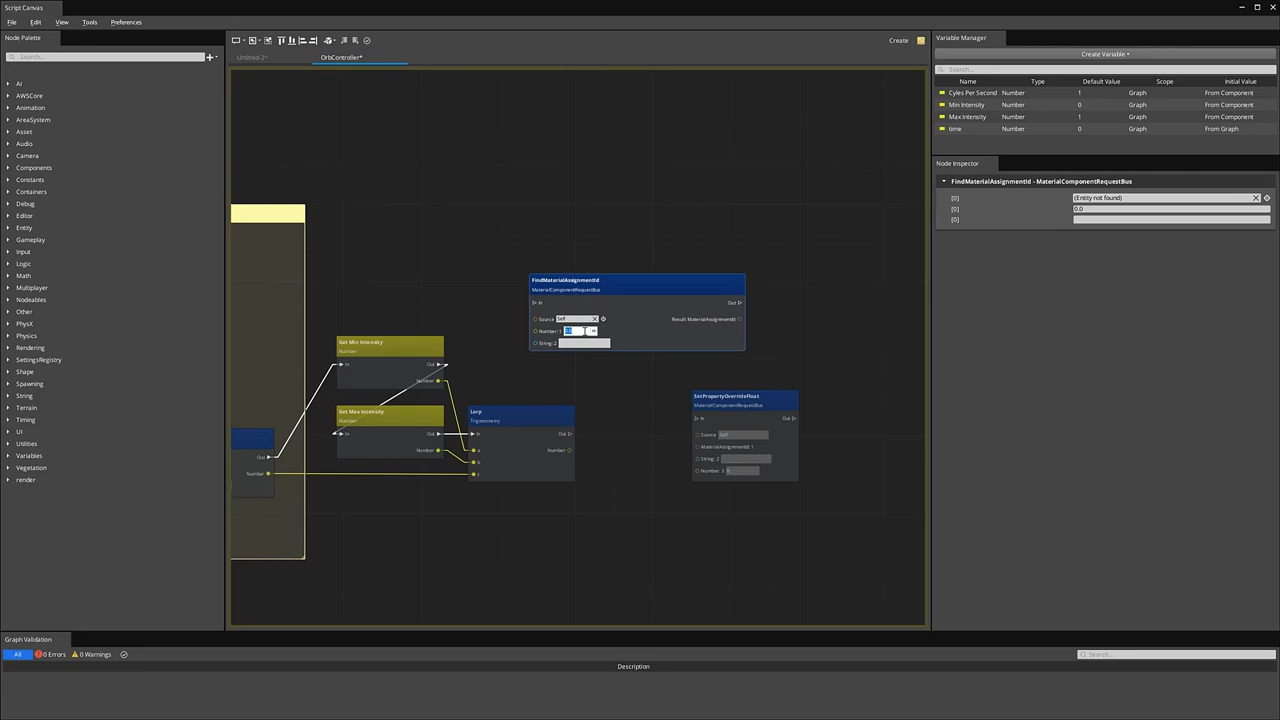 Script Canvas
File Edit View Tools Preferences
Node Palette
Search...
AI
AWSCore
Animation
AreaSystem
Asset
Audio
Camera
Components
Constants
Containers
Debug
Editor
Entity
Gameplay
Input
Logic
Math
Multiplayer
Nodeables
Other
PhysX
Physics
Rendering
SettingsRegistry
Shape
Spawning
String
Terrain
Timing
UI
Utilities
Variables
Vegetation
render
Create
Untitled-2* OrbController*
FindMaterialAssignmentId
MaterialComponentRequestBus
In Out
Source Self Result: MaterialAssignmentId
Number: 1
String: 2
Get Min Intensity
Number
In Out
Number
Get Max Intensity
Number
In Out
Number
Lerp
Trigonometry
In Out
a Number
b
t
Out
Number
SetPropertyOverrideFloat
MaterialComponentRequestBus
In Out
Source Self
MaterialAssignmentId: 1
String: 2
Number: 3 0
Variable Manager
Create Variable
Search...
Name Type Default Value Scope Initial Value
Cyles Per Second Number 1 Graph From Component
Min Intensity Number 0 Graph From Component
Max Intensity Number 1 Graph From Component
time Number 0 Graph From Graph
Node Inspector
FindMaterialAssignmentId - MaterialComponentRequestBus
[0] (Entity not found)
[0] 0.0
[0]
Graph Validation
All 0 Errors 0 Warnings
Search...
Description